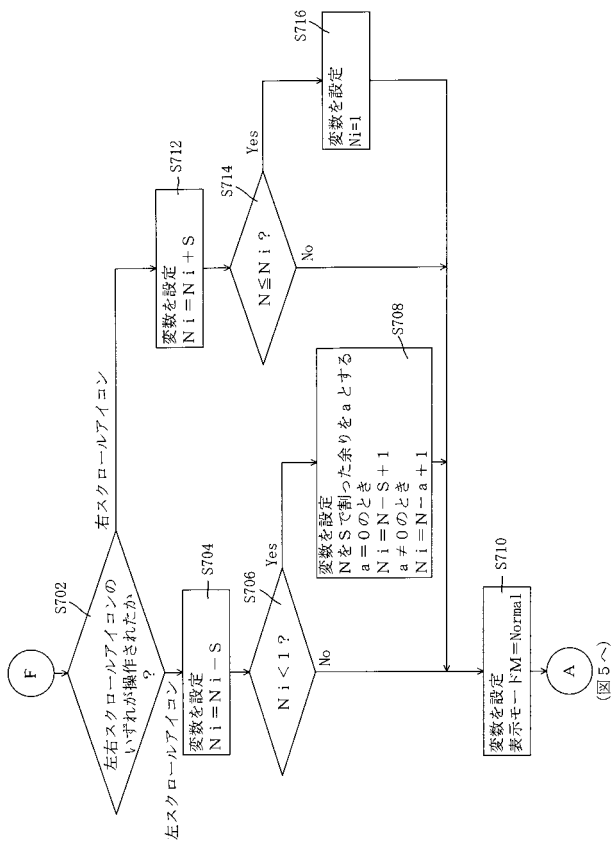 F
S702
左右スクロールアイコンの
いずれが操作されたか
?
右スクロールアイコン
左スクロールアイコン
S704
変数を設定
Ni=Ni-S
S706
Ni<1?
Yes
No
S708
変数を設定
NをSで割った余りをaとする
a=0のとき
Ni=N-S+1
a≠0のとき
Ni=N-a+1
S712
変数を設定
Ni=Ni+S
S714
N≦Ni?
Yes
No
S716
変数を設定
Ni=1
S710
変数を設定
表示モードM=Normal
A
(図5へ)